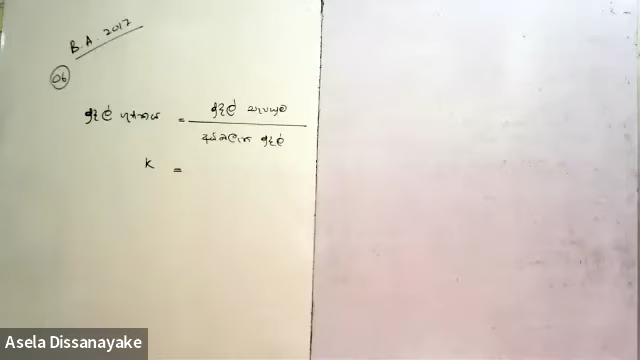 B.A. 2017
06
මුදල් ගුණකය = මුදල් සැපයුම
අධිබලැති මුදල්
K =
Asela Dissanayake